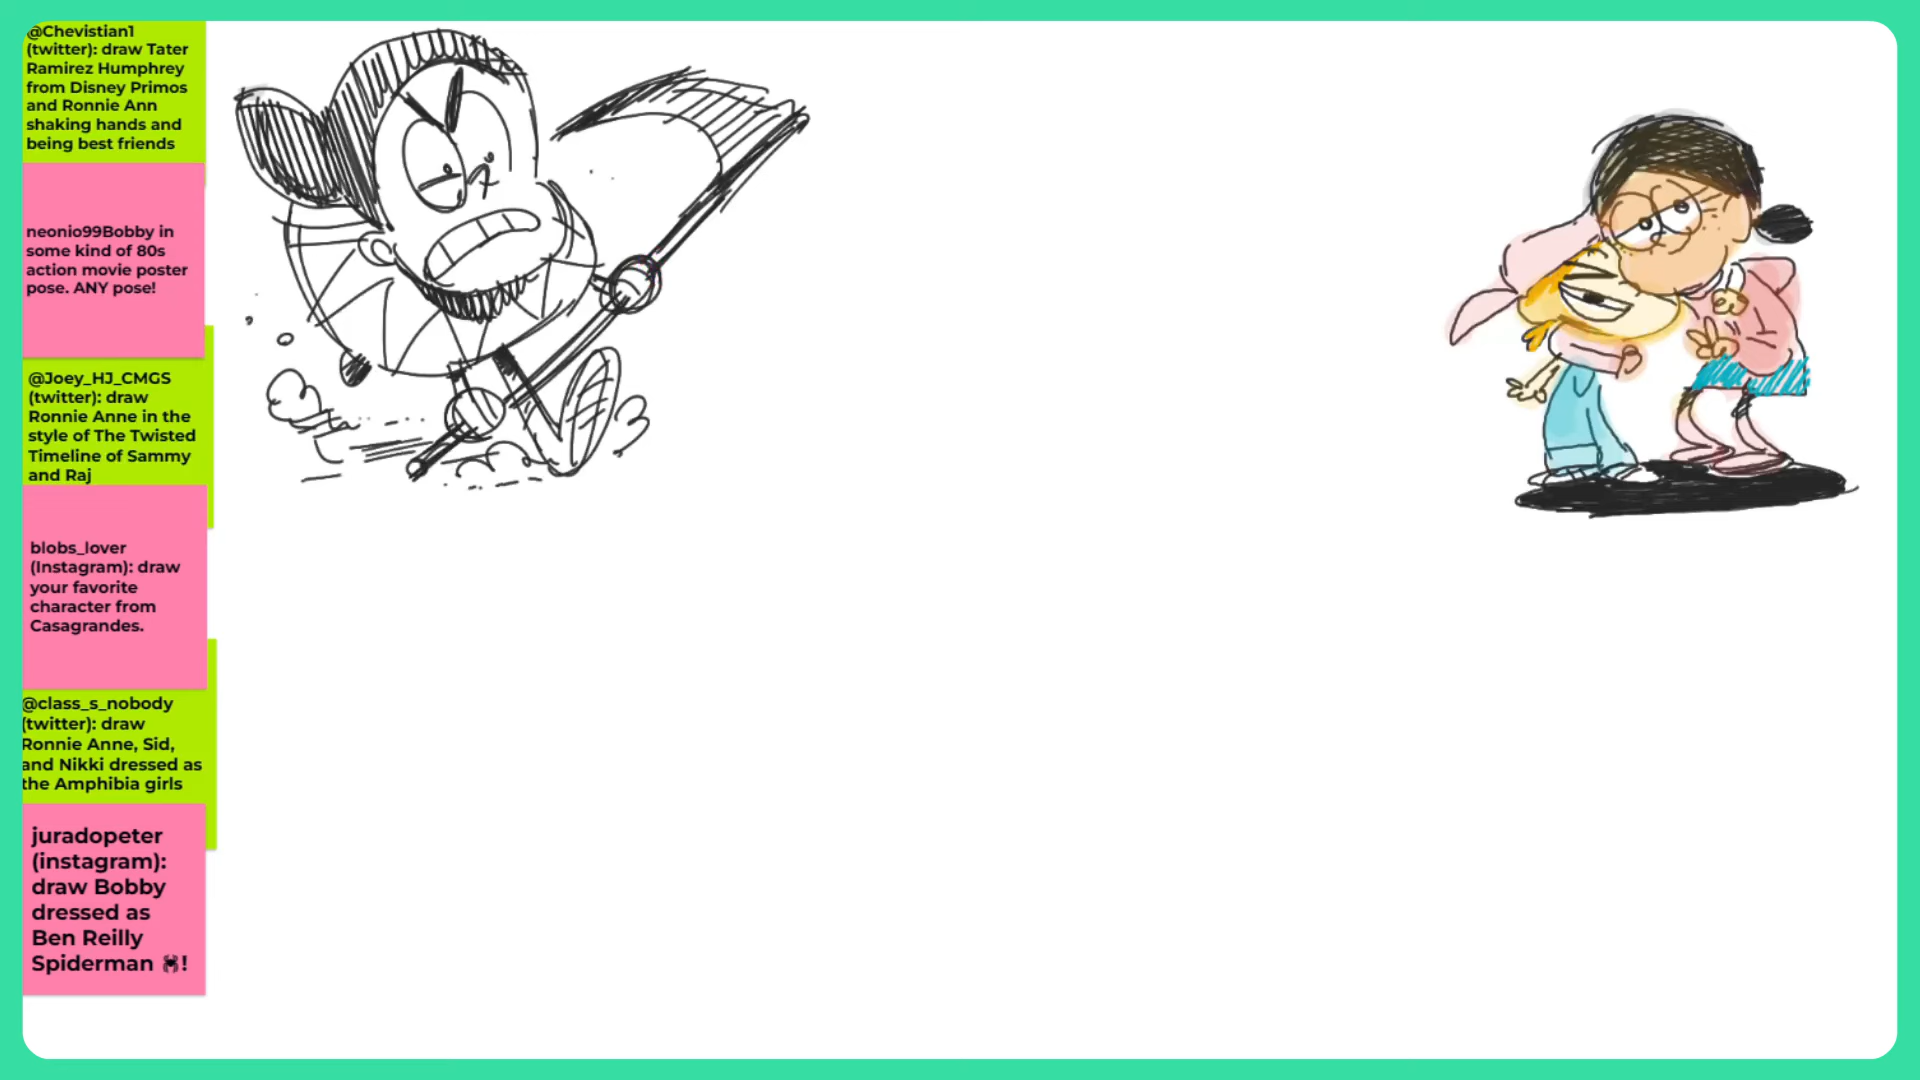 @Chevistian1
(twitter): draw Tater
Ramirez Humphrey
from Disney Primos
and Ronnie Ann
shaking hands and
being best friends
neonio99Bobby in
some kind of 80s
action movie poster
pose. ANY pose!
@Joey_HJ_CMGS
(twitter): draw
Ronnie Anne in the
style of The Twisted
Timeline of Sammy
and Raj
blobs_lover
(Instagram): draw
your favorite
character from
Casagrandes.
@class_s_nobody
(twitter): draw
Ronnie Anne, Sid,
and Nikki dressed as
the Amphibia girls
juradopeter
(instagram):
draw Bobby
dressed as
Ben Reilly
Spiderman 🕷!